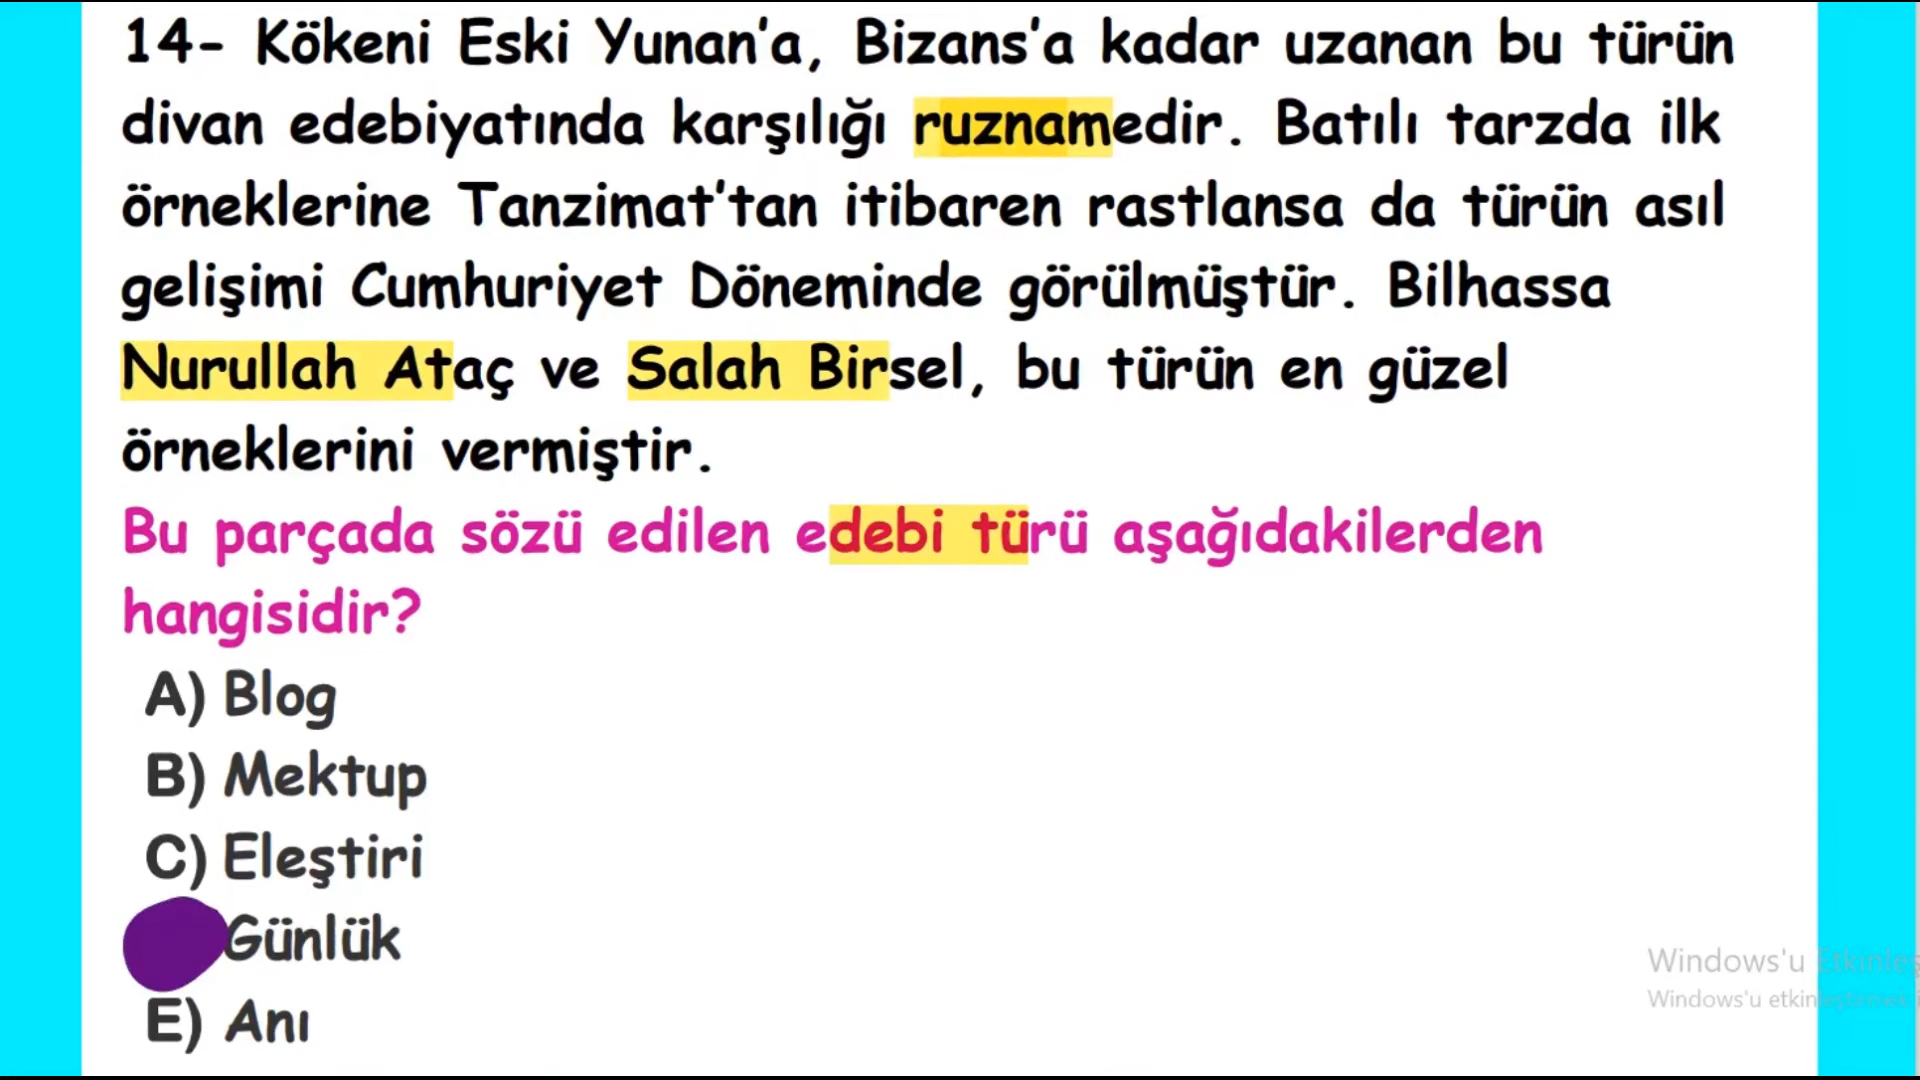 14- Kökeni Eski Yunan'a, Bizans'a kadar uzanan bu türün
divan edebiyatında karşılığı ruznamedir. Batılı tarzda ilk
örneklerine Tanzimat'tan itibaren rastlansa da türün asıl
gelişimi Cumhuriyet Döneminde görülmüştür. Bilhassa
Nurullah Ataç ve Salah Birsel, bu türün en güzel
örneklerini vermiştir.
Bu parçada sözü edilen edebi türü aşağıdakilerden
hangisidir?
A) Blog
B) Mektup
C) Eleştiri
Günlük
E) Anı
Windows'u Etkinleş
Windows'u etkinleştirmek i